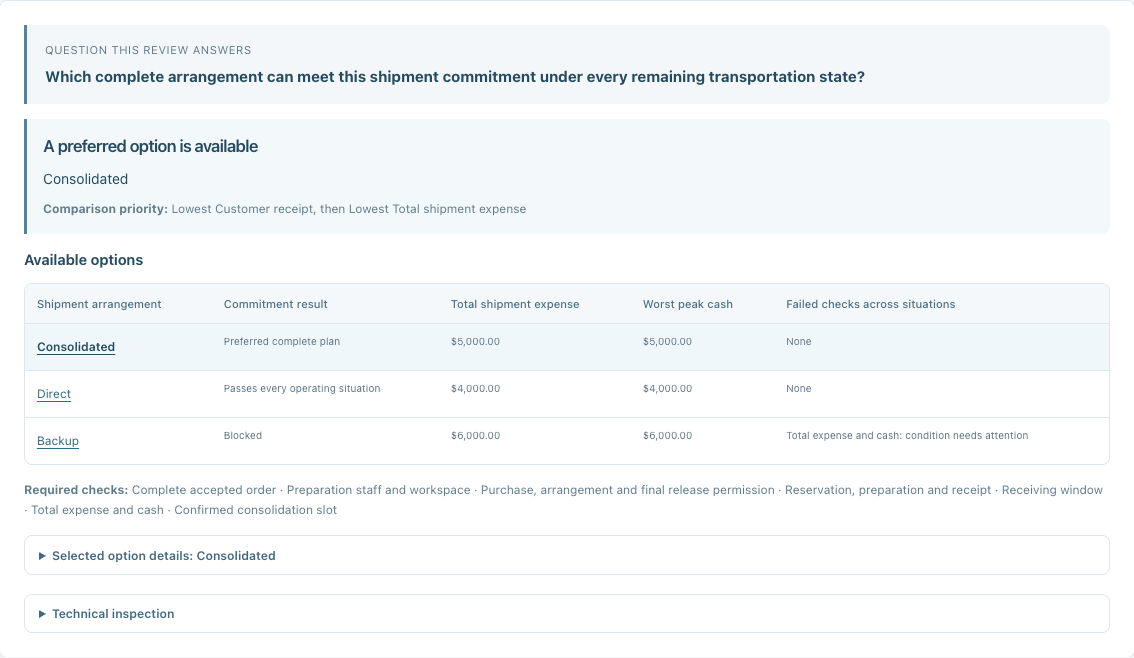 QUESTION THIS REVIEW ANSWERS
Which complete arrangement can meet this shipment commitment under every remaining transportation state?
A preferred option is available
Consolidated
Comparison priority: Lowest Customer receipt, then Lowest Total shipment expense
Available options
Shipment arrangement Commitment result Total shipment expense Worst peak cash Failed checks across situations
Consolidated Preferred complete plan $5,000.00 $5,000.00 None
Direct Passes every operating situation $4,000.00 $4,000.00 None
Backup Blocked $6,000.00 $6,000.00 Total expense and cash: condition needs attention
Required checks: Complete accepted order · Preparation staff and workspace · Purchase, arrangement and final release permission · Reservation, preparation and receipt · Receiving window
· Total expense and cash · Confirmed consolidation slot
▶ Selected option details: Consolidated
▶ Technical inspection